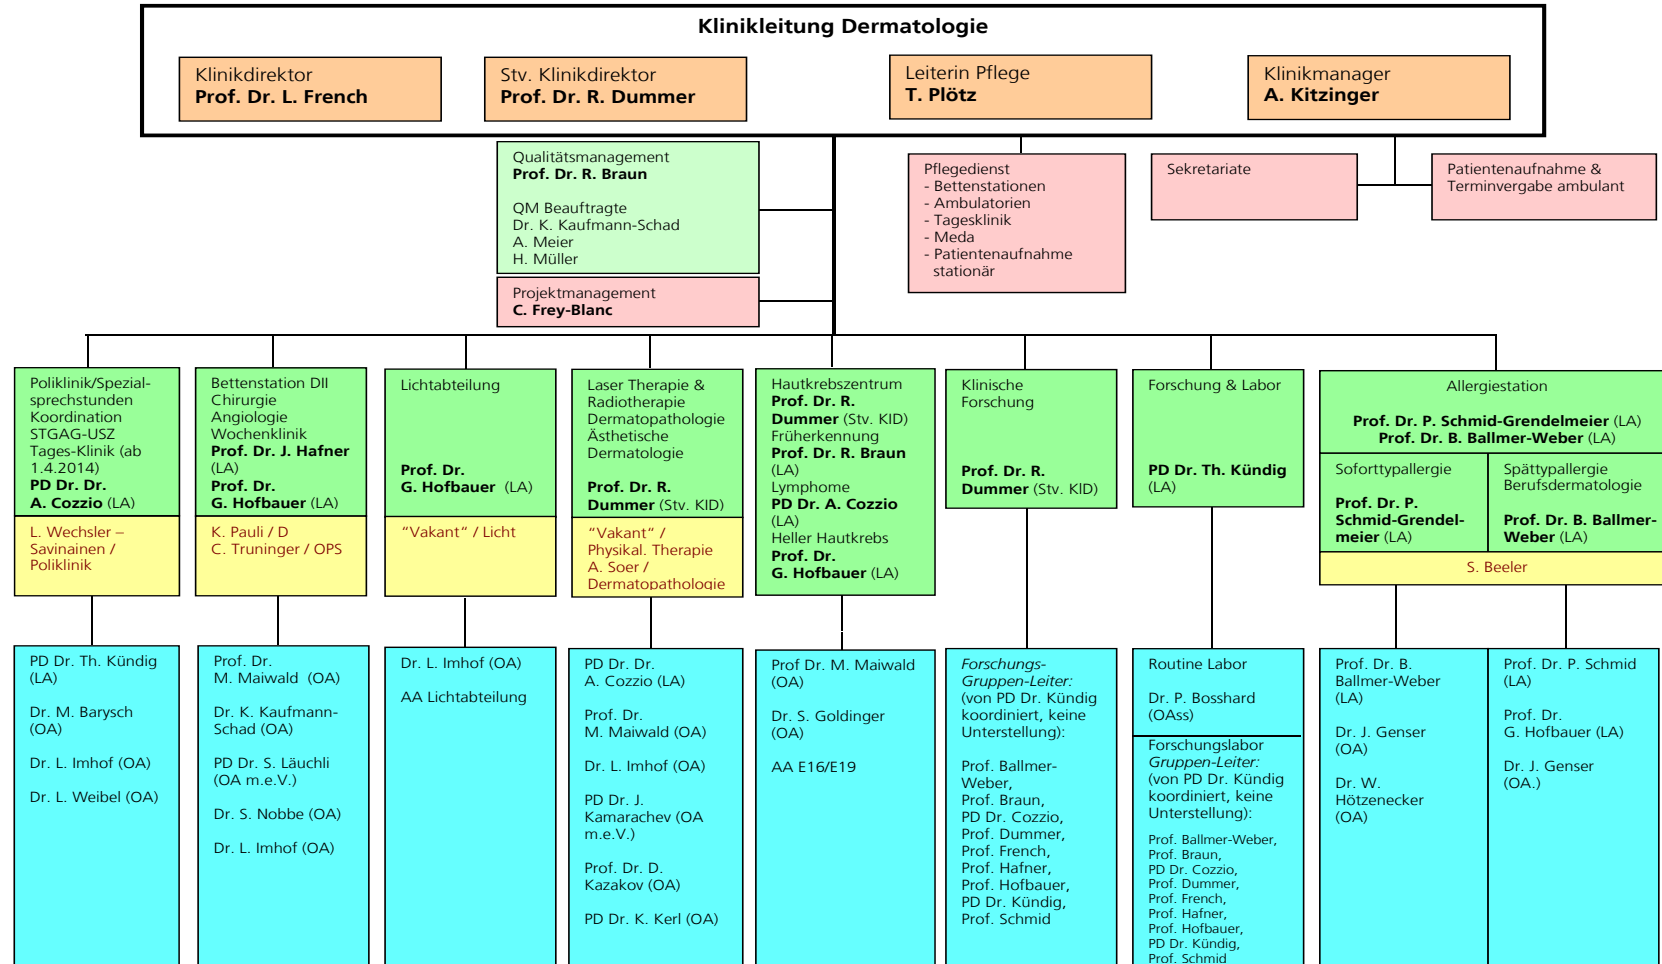 Klinikleitung Dermatologie
Klinikdirektor
Prof. Dr. L. French
Stv. Klinikdirektor
Prof. Dr. R. Dummer
Leiterin Pflege
T. Plötz
Klinikmanager
A. Kitzinger
Qualitätsmanagement
Prof. Dr. R. Braun
QM Beauftragte
Dr. K. Kaufmann-Schad
A. Meier
H. Müller
Projektmanagement
C. Frey-Blanc
Pflegedienst
- Bettenstationen
- Ambulatorien
- Tagesklinik
- Meda
- Patientenaufnahme
stationär
Sekretariate
Patientenaufnahme &
Terminvergabe ambulant
Poliklinik/Spezial-
sprechstunden
Koordination
STGAG-USZ
Tages-Klinik (ab
1.4.2014)
PD Dr. Dr.
A. Cozzio (LA)
L. Wechsler –
Savinainen /
Poliklinik
Bettenstation DII
Chirurgie
Angiologie
Wochenklinik
Prof. Dr. J. Hafner
(LA)
Prof. Dr.
G. Hofbauer (LA)
K. Pauli / D
C. Truninger / OPS
Lichtabteilung
Prof. Dr.
G. Hofbauer (LA)
“Vakant” / Licht
Laser Therapie &
Radiotherapie
Dermatopathologie
Ästhetische
Dermatologie
Prof. Dr. R.
Dummer (Stv. KID)
“Vakant” /
Physikal. Therapie
A. Soer /
Dermatopathologie
Hautkrebszentrum
Prof. Dr. R.
Dummer (Stv. KID)
Früherkennung
Prof. Dr. R. Braun
(LA)
Lymphome
PD Dr. A. Cozzio
(LA)
Heller Hautkrebs
Prof. Dr.
G. Hofbauer (LA)
Klinische
Forschung
Prof. Dr. R.
Dummer (Stv. KID)
Forschung & Labor
PD Dr. Th. Kündig
(LA)
Allergiestation
Prof. Dr. P. Schmid-Grendelmeier (LA)
Prof. Dr. B. Ballmer-Weber (LA)
Soforttypallergie
Prof. Dr. P.
Schmid-Grendel-
meier (LA)
Spättypallergie
Berufsdermatologie
Prof. Dr. B. Ballmer-
Weber (LA)
S. Beeler
PD Dr. Th. Kündig
(LA)
Dr. M. Barysch
(OA)
Dr. L. Imhof (OA)
Dr. L. Weibel (OA)
Prof. Dr.
M. Maiwald (OA)
Dr. K. Kaufmann-
Schad (OA)
PD Dr. S. Läuchli
(OA m.e.V.)
Dr. S. Nobbe (OA)
Dr. L. Imhof (OA)
Dr. L. Imhof (OA)
AA Lichtabteilung
PD Dr. Dr.
A. Cozzio (LA)
Prof. Dr.
M. Maiwald (OA)
Dr. L. Imhof (OA)
PD Dr. J.
Kamarachev (OA
m.e.V.)
Prof. Dr. D.
Kazakov (OA)
PD Dr. K. Kerl (OA)
Prof Dr. M. Maiwald
(OA)
Dr. S. Goldinger
(OA)
AA E16/E19
Forschungs-
Gruppen-Leiter:
(von PD Dr. Kündig
koordiniert, keine
Unterstellung):
Prof. Ballmer-
Weber,
Prof. Braun,
PD Dr. Cozzio,
Prof. Dummer,
Prof. French,
Prof. Hafner,
Prof. Hofbauer,
PD Dr. Kündig,
Prof. Schmid
Routine Labor
Dr. P. Bosshard
(OAss)
Forschungslabor
Gruppen-Leiter:
(von PD Dr. Kündig
koordiniert, keine
Unterstellung):
Prof. Ballmer-Weber,
Prof. Braun,
PD Dr. Cozzio,
Prof. Dummer,
Prof. French,
Prof. Hafner,
Prof. Hofbauer,
PD Dr. Kündig,
Prof. Schmid
Prof. Dr. B.
Ballmer-Weber
(LA)
Dr. J. Genser
(OA)
Dr. W.
Hötzenecker
(OA)
Prof. Dr. P. Schmid
(LA)
Prof. Dr.
G. Hofbauer (LA)
Dr. J. Genser
(OA.)